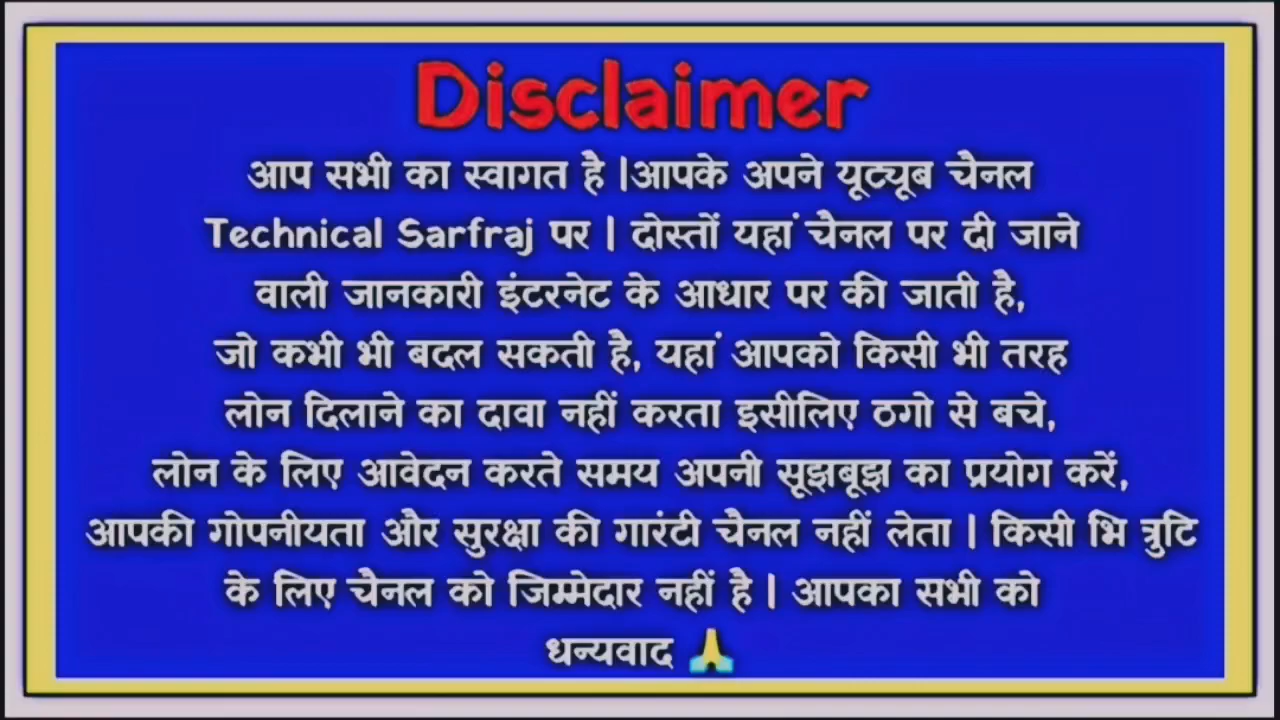 Disclaimer
आप सभी का स्वागत है |आपके अपने यूट्यूब चैनल
Technical Sarfraj पर | दोस्तों यहां चैनल पर दी जाने
वाली जानकारी इंटरनेट के आधार पर की जाती है,
जो कभी भी बदल सकती है, यहां आपको किसी भी तरह
लोन दिलाने का दावा नहीं करता इसीलिए ठगो से बचे,
लोन के लिए आवेदन करते समय अपनी सूझबूझ का प्रयोग करें,
आपकी गोपनीयता और सुरक्षा की गारंटी चैनल नहीं लेता | किसी भि त्रुटि
के लिए चैनल को जिम्मेदार नहीं है | आपका सभी को
धन्यवाद 🙏